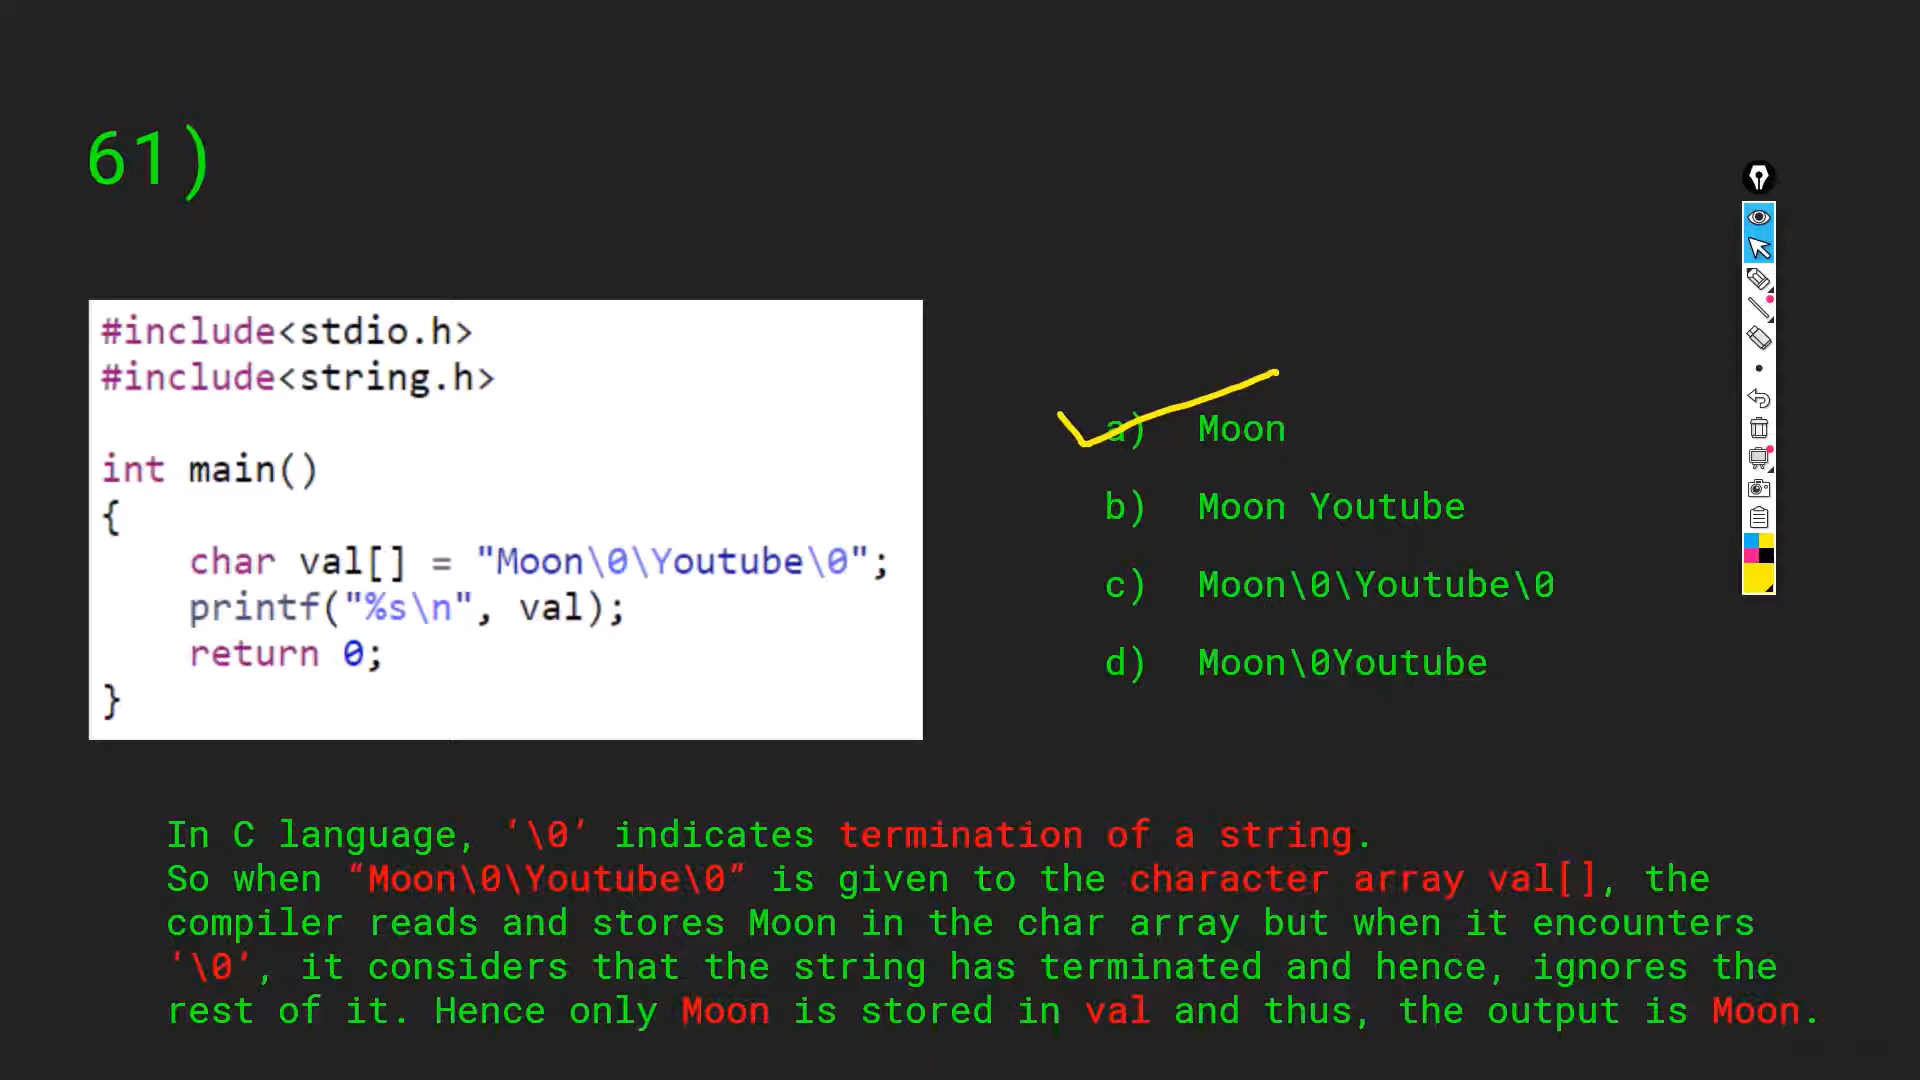 61)
#include<stdio.h>
#include<string.h>
int main()
{
char val[] = "Moon\0\Youtube\0";
printf("%s\n", val);
return 0;
}
a) Moon
b) Moon Youtube
c) Moon\0\Youtube\0
d) Moon\0Youtube
In C language, ‘\0’ indicates termination of a string.
So when “Moon\0\Youtube\0” is given to the character array val[], the
compiler reads and stores Moon in the char array but when it encounters
‘\0’, it considers that the string has terminated and hence, ignores the
rest of it. Hence only Moon is stored in val and thus, the output is Moon.